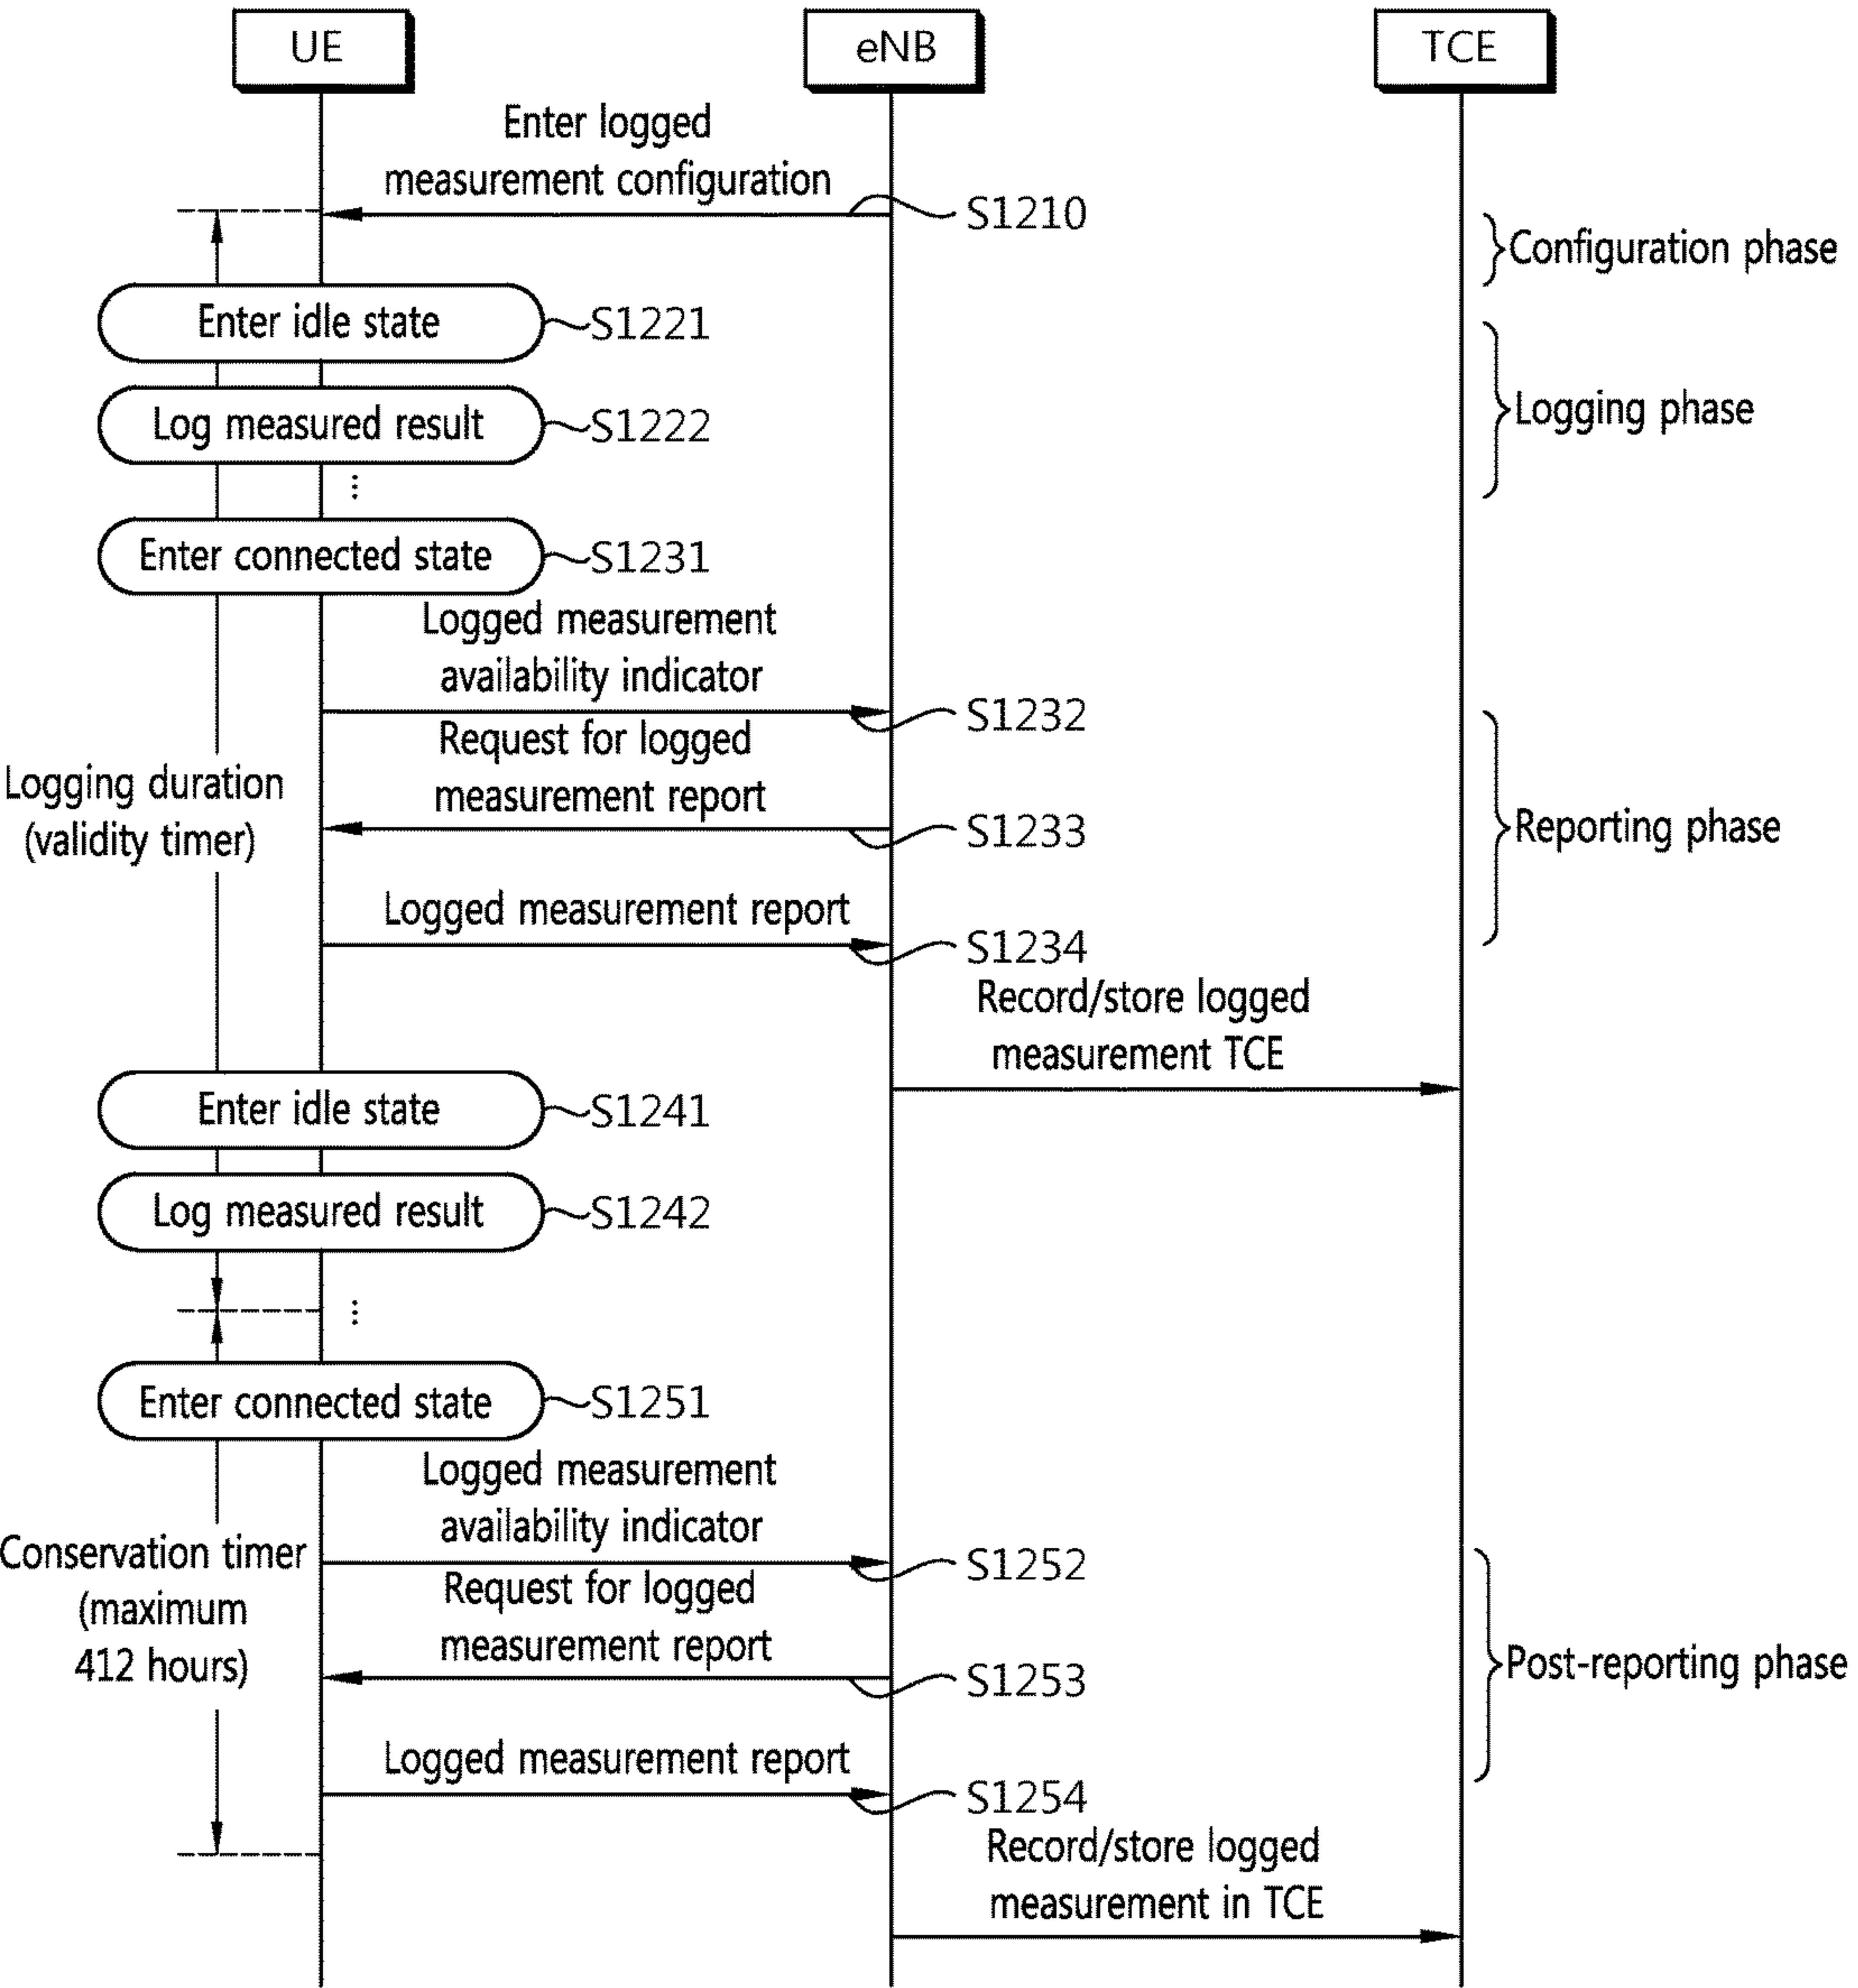 UE
eNB
TCE
Enter logged
measurement configuration
S1210
Configuration phase
Enter idle state
S1221
Log measured result
S1222
Logging phase
...
Enter connected state
S1231
Logged measurement
availability indicator
S1232
Request for logged
measurement report
S1233
Logging duration
(validity timer)
Reporting phase
Logged measurement report
S1234
Record/store logged
measurement TCE
Enter idle state
S1241
Log measured result
S1242
...
Enter connected state
S1251
Logged measurement
availability indicator
S1252
Conservation timer
(maximum
412 hours)
Request for logged
measurement report
S1253
Post-reporting phase
Logged measurement report
S1254
Record/store logged
measurement in TCE